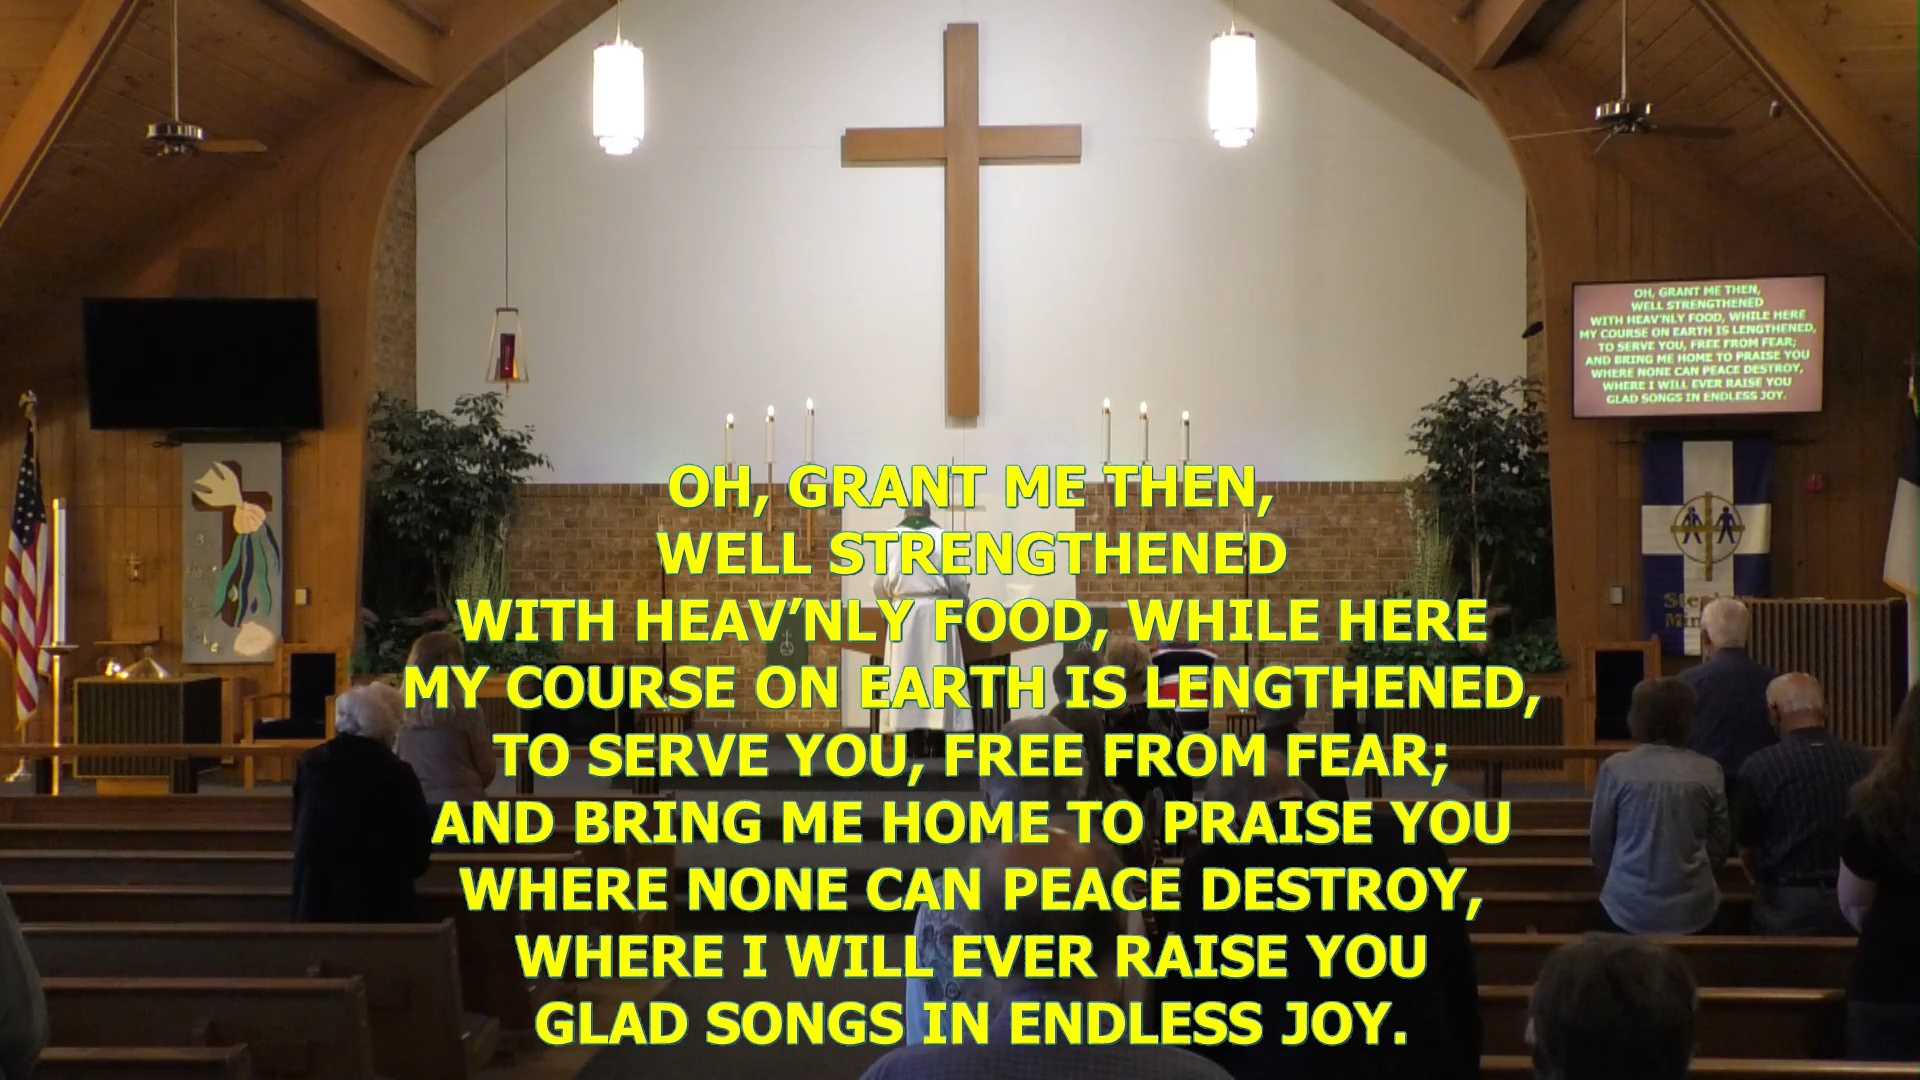 OH, GRANT ME THEN,
WELL STRENGTHENED
WITH HEAV’NLY FOOD, WHILE HERE
MY COURSE ON EARTH IS LENGTHENED,
TO SERVE YOU, FREE FROM FEAR;
AND BRING ME HOME TO PRAISE YOU
WHERE NONE CAN PEACE DESTROY,
WHERE I WILL EVER RAISE YOU
GLAD SONGS IN ENDLESS JOY.
OH, GRANT ME THEN,
WELL STRENGTHENED
WITH HEAV’NLY FOOD, WHILE HERE
MY COURSE ON EARTH IS LENGTHENED,
TO SERVE YOU, FREE FROM FEAR;
AND BRING ME HOME TO PRAISE YOU
WHERE NONE CAN PEACE DESTROY,
WHERE I WILL EVER RAISE YOU
GLAD SONGS IN ENDLESS JOY.